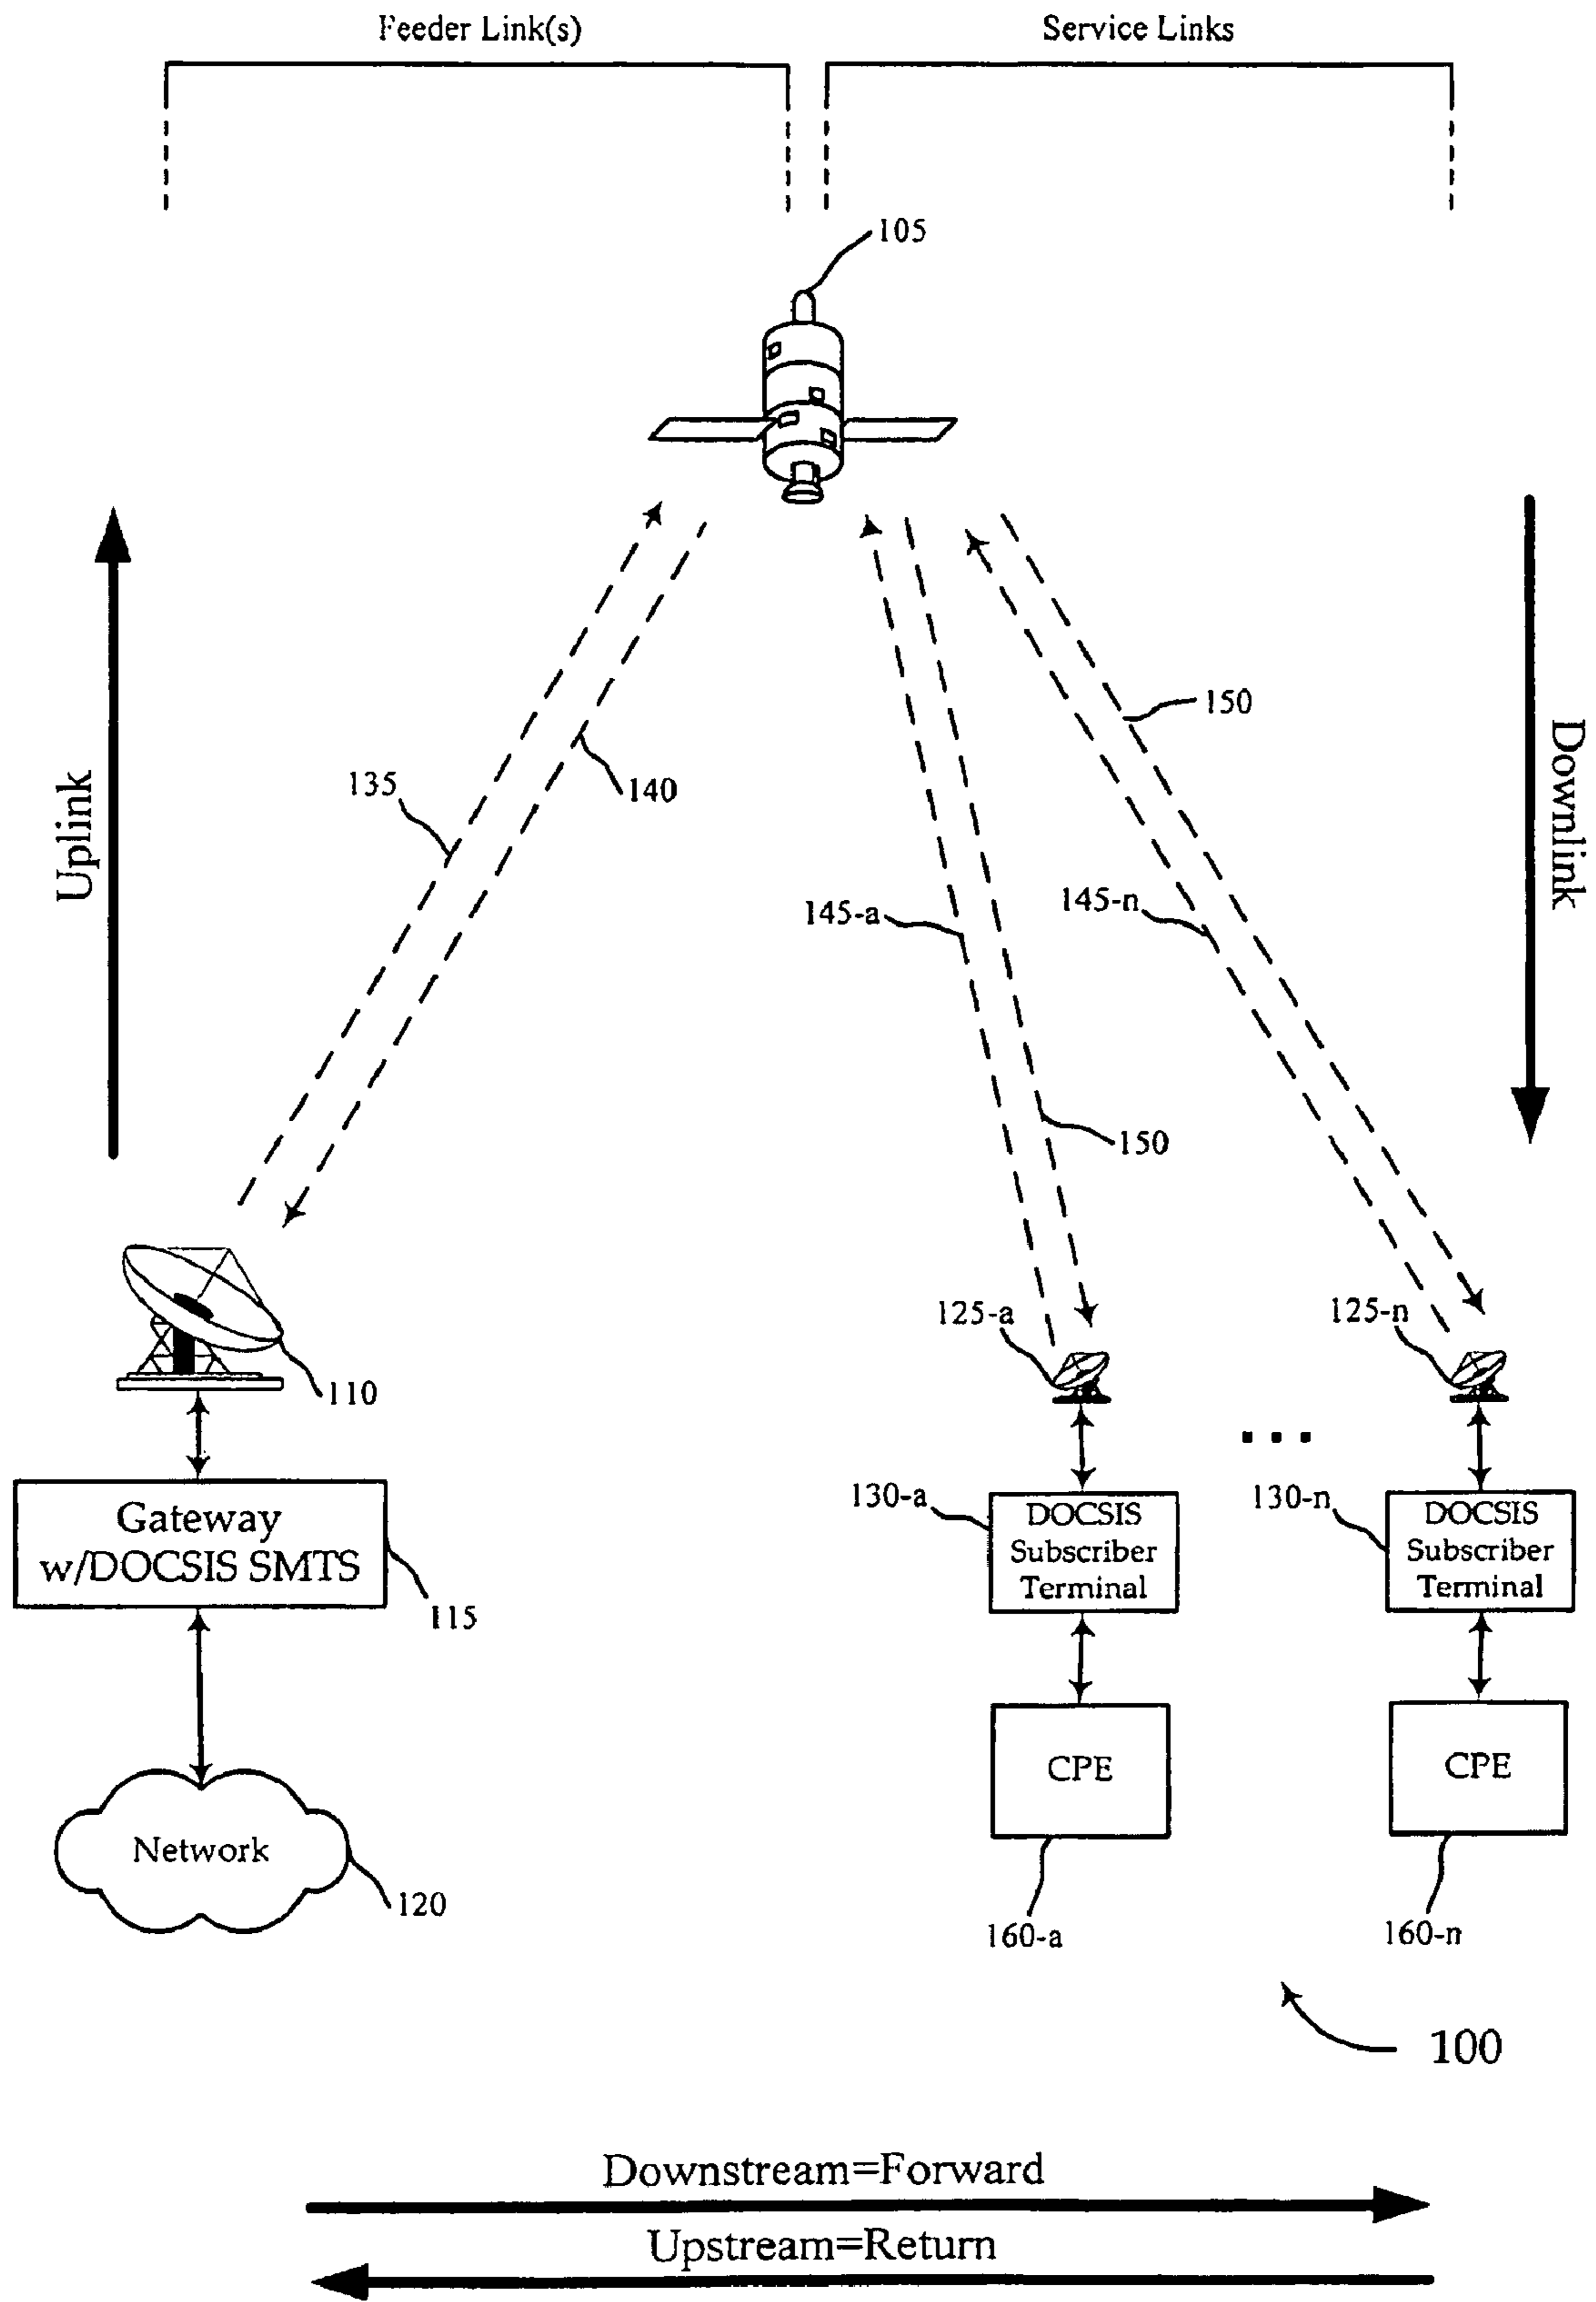 Feeder Link(s)
Service Links
105
150
135
140
Uplink
Downlink
145-a
145-n
150
125-a
125-n
110
130-a
130-n
Gateway
w/DOCSIS SMTS
DOCSIS
Subscriber
Terminal
DOCSIS
Subscriber
Terminal
115
CPE
CPE
Network
120
160-a
160-n
100
Downstream=Forward
Upstream=Return